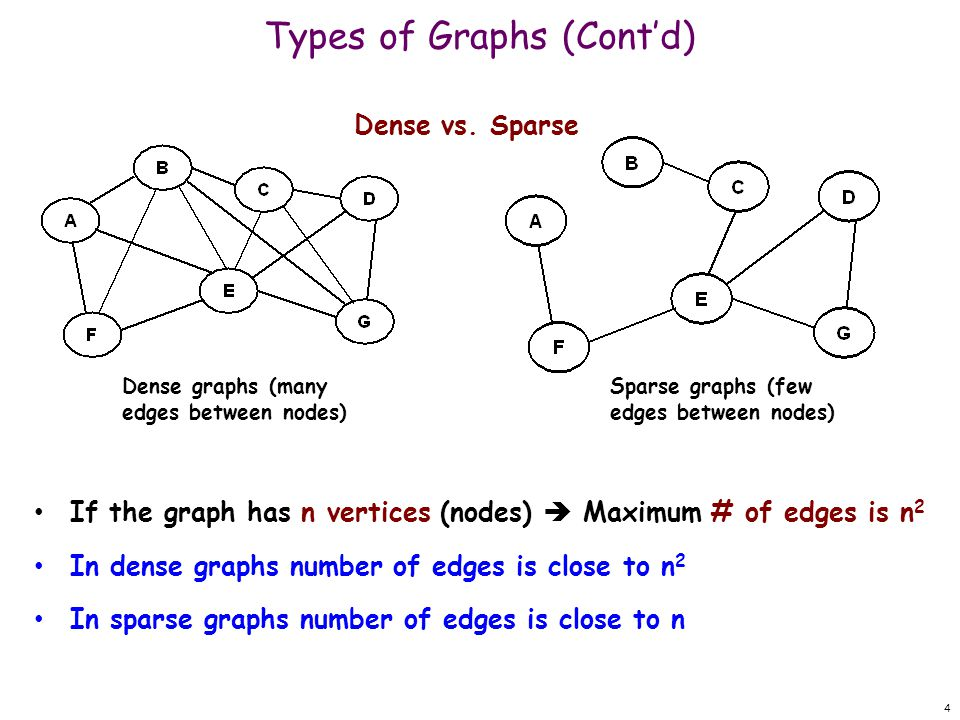 Types of Graphs (Cont’d)
Dense vs. Sparse
B
C
D
A
E
G
F
B
C
D
A
E
G
F
Dense graphs (many
edges between nodes)
Sparse graphs (few
edges between nodes)
• If the graph has n vertices (nodes) ➔ Maximum # of edges is n²
• In dense graphs number of edges is close to n²
• In sparse graphs number of edges is close to n
4